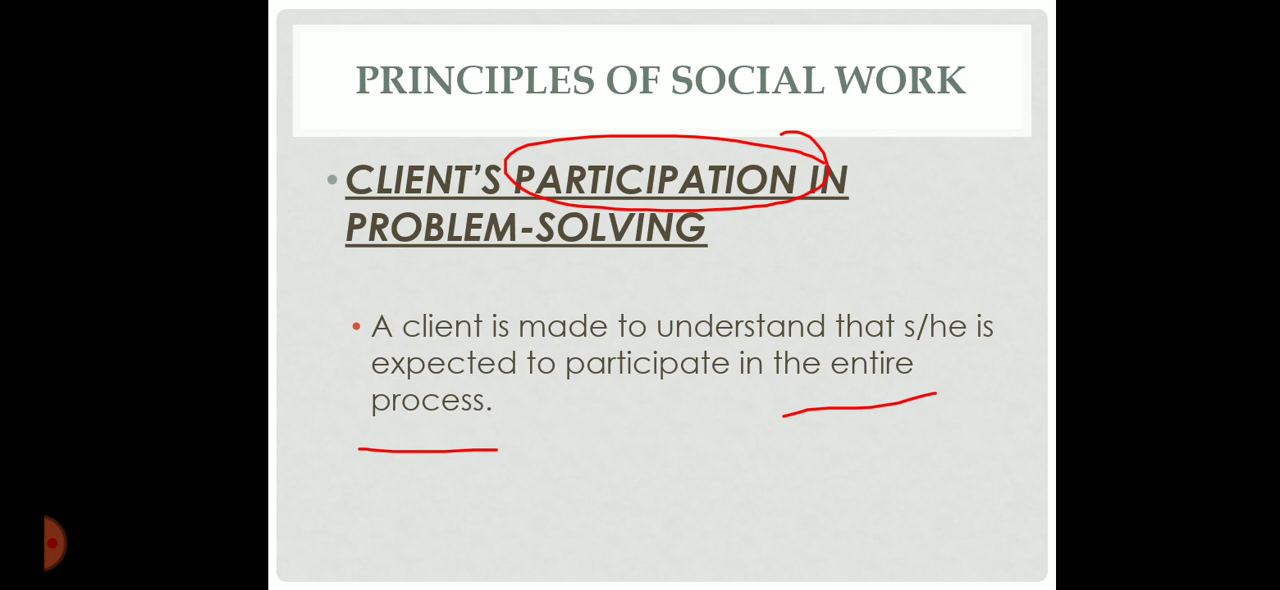 PRINCIPLES OF SOCIAL WORK
• CLIENT'S PARTICIPATION IN
PROBLEM-SOLVING
• A client is made to understand that s/he is
expected to participate in the entire
process.